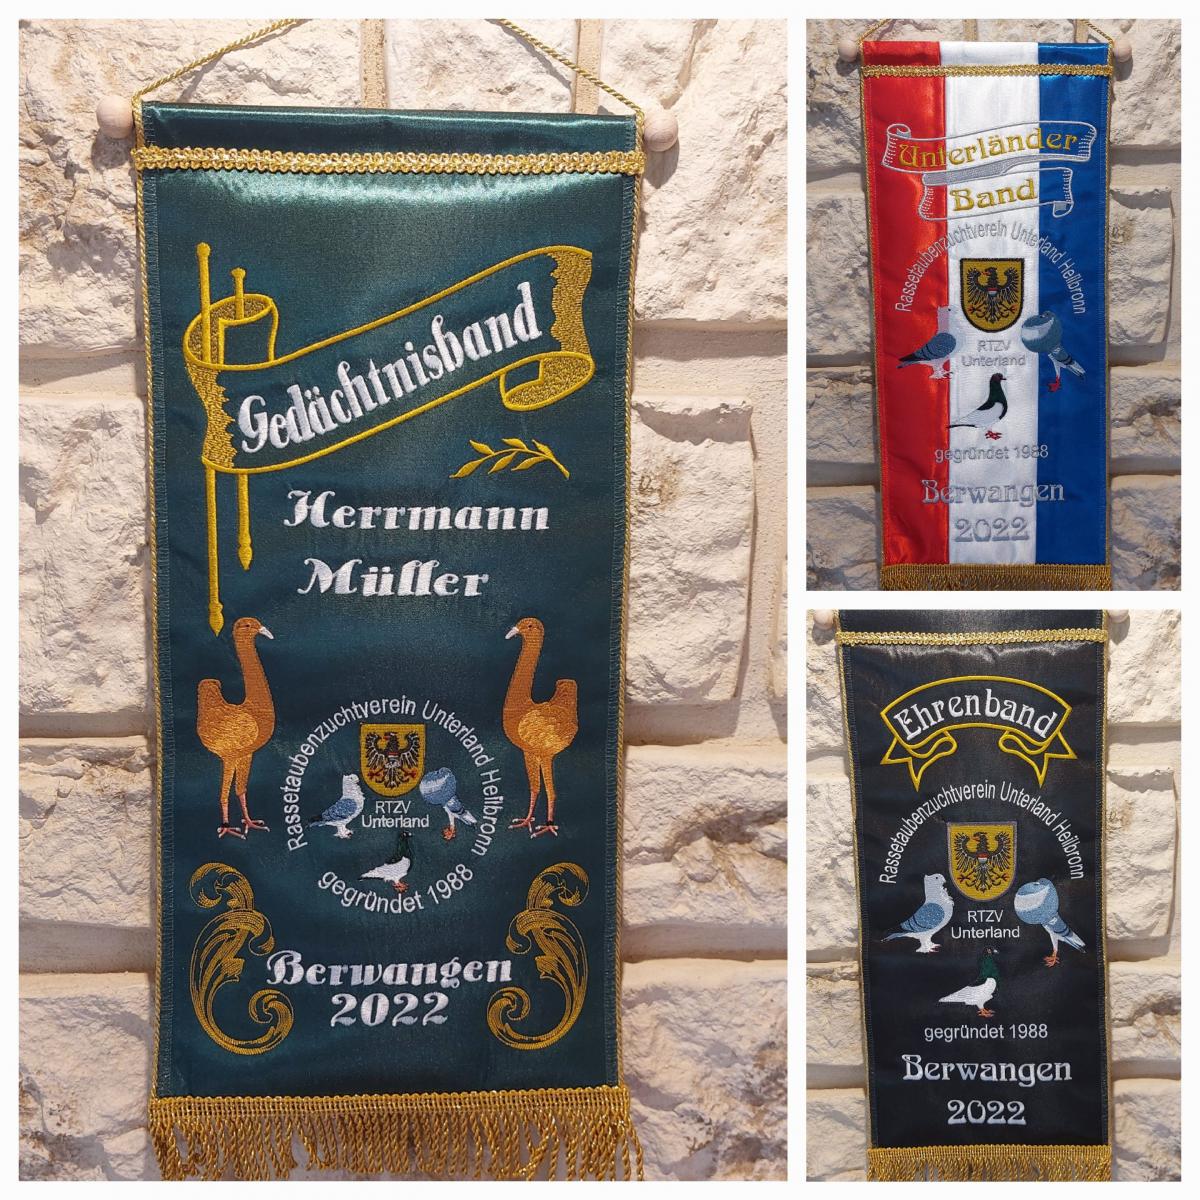 Gedächtnisband
Herrmann
Müller
Rassetaubenzuchtverein Unterland Heilbronn
RTZV
Unterland
gegründet 1988
Berwangen
2022
Unterländer
Band
Rassetaubenzuchtverein Unterland Heilbronn
RTZV
Unterland
gegründet 1988
Berwangen
2022
Ehrenband
Rassetaubenzuchtverein Unterland Heilbronn
RTZV
Unterland
gegründet 1988
Berwangen
2022